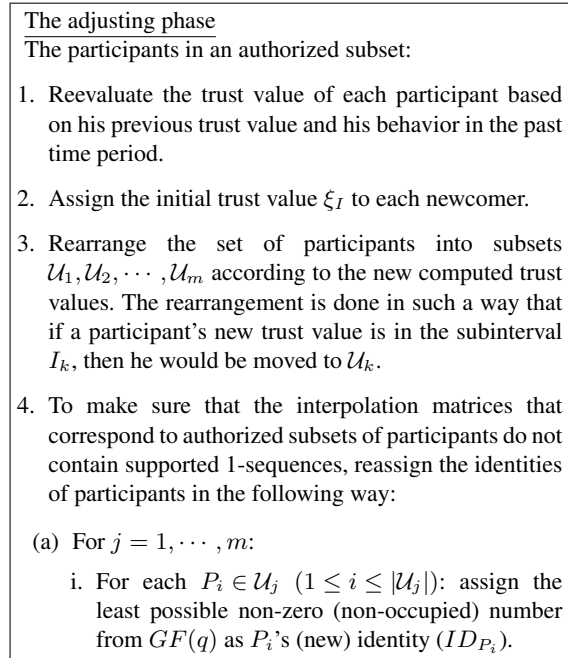 The adjusting phase
The participants in an authorized subset:
1. Reevaluate the trust value of each participant based
on his previous trust value and his behavior in the past
time period.
2. Assign the initial trust value ξ_I to each newcomer.
3. Rearrange the set of participants into subsets
𝒰_1, 𝒰_2, ⋯ , 𝒰_m according to the new computed trust
values. The rearrangement is done in such a way that
if a participant's new trust value is in the subinterval
I_k, then he would be moved to 𝒰_k.
4. To make sure that the interpolation matrices that
correspond to authorized subsets of participants do not
contain supported 1-sequences, reassign the identities
of participants in the following way:
(a) For j = 1, ⋯ , m:
i. For each P_i ∈ 𝒰_j (1 ≤ i ≤ |𝒰_j|): assign the
least possible non-zero (non-occupied) number
from GF(q) as P_i's (new) identity (ID_{P_i}).